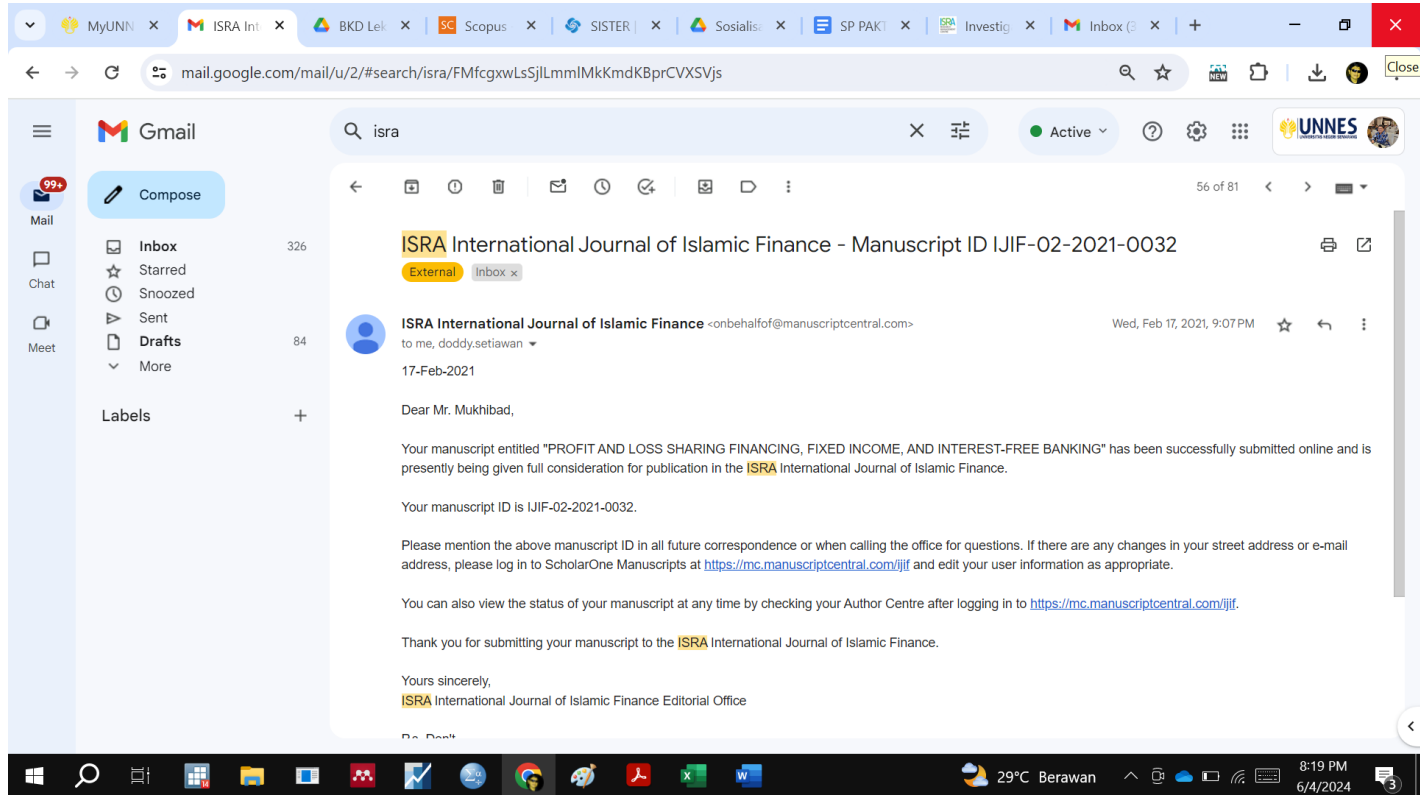 MyUNN
ISRA Int
BKD Lek
Scopus
SISTER
Sosialisa
SP PAKT
Investig
Inbox (3
mail.google.com/mail/u/2/#search/isra/FMfcgxwLsSjlLmmlMkKmdKBprCVXSVjs
NEW
Close
Gmail
isra
Active
UNNES
UNIVERSITAS NEGERI SEMARANG
99+
Mail
Chat
Meet
Compose
Inbox 326
Starred
Snoozed
Sent
Drafts 84
More
Labels
56 of 81
ISRA International Journal of Islamic Finance - Manuscript ID IJIF-02-2021-0032
External Inbox x
ISRA International Journal of Islamic Finance <onbehalfof@manuscriptcentral.com> Wed, Feb 17, 2021, 9:07 PM
to me, doddy.setiawan
17-Feb-2021
Dear Mr. Mukhibad,
Your manuscript entitled "PROFIT AND LOSS SHARING FINANCING, FIXED INCOME, AND INTEREST-FREE BANKING" has been successfully submitted online and is
presently being given full consideration for publication in the ISRA International Journal of Islamic Finance.
Your manuscript ID is IJIF-02-2021-0032.
Please mention the above manuscript ID in all future correspondence or when calling the office for questions. If there are any changes in your street address or e-mail
address, please log in to ScholarOne Manuscripts at https://mc.manuscriptcentral.com/ijif and edit your user information as appropriate.
You can also view the status of your manuscript at any time by checking your Author Centre after logging in to https://mc.manuscriptcentral.com/ijif.
Thank you for submitting your manuscript to the ISRA International Journal of Islamic Finance.
Yours sincerely,
ISRA International Journal of Islamic Finance Editorial Office
29°C Berawan
8:19 PM
6/4/2024
3